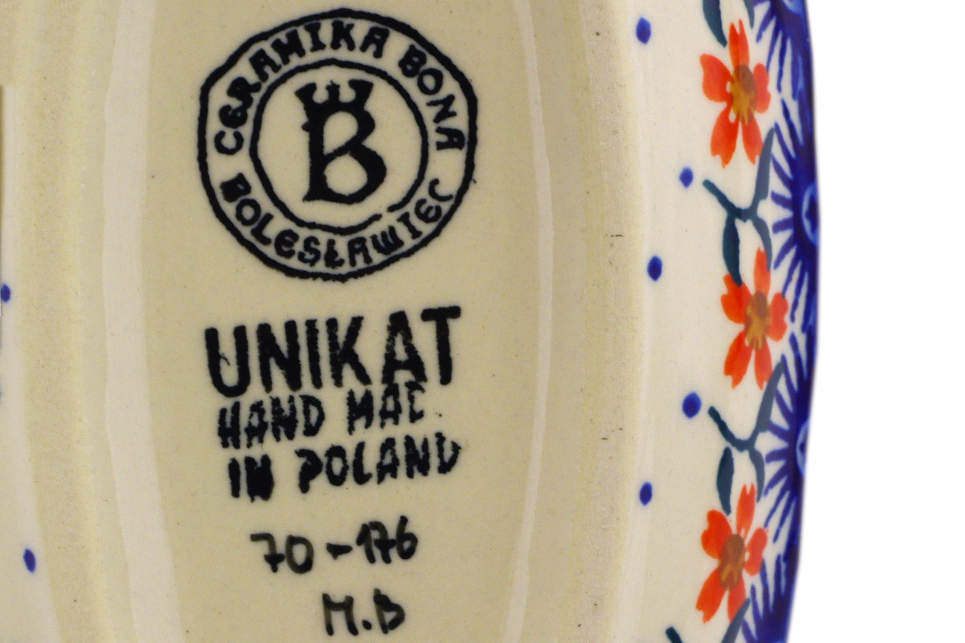 CERAMIKA BONA
BOLESŁAWIEC
B
UNIKAT
HAND MAE
IN POLAND
70-176
M.B